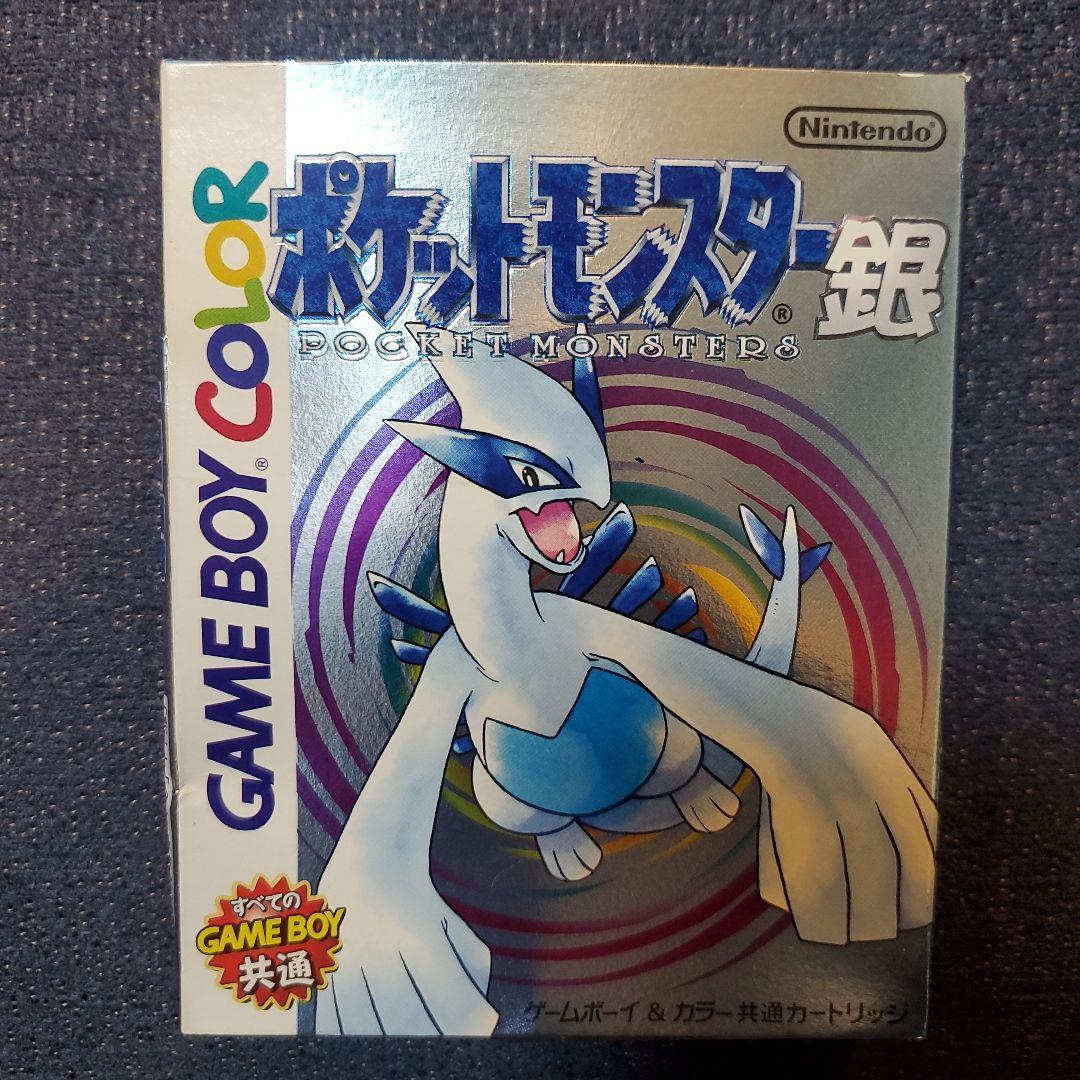 Nintendo®
ポケットモンスター銀
®
POCKET MONSTERS
GAME BOY® COLOR
すべての
GAME BOY
共通
ゲームボーイ & カラー共通カートリッジ